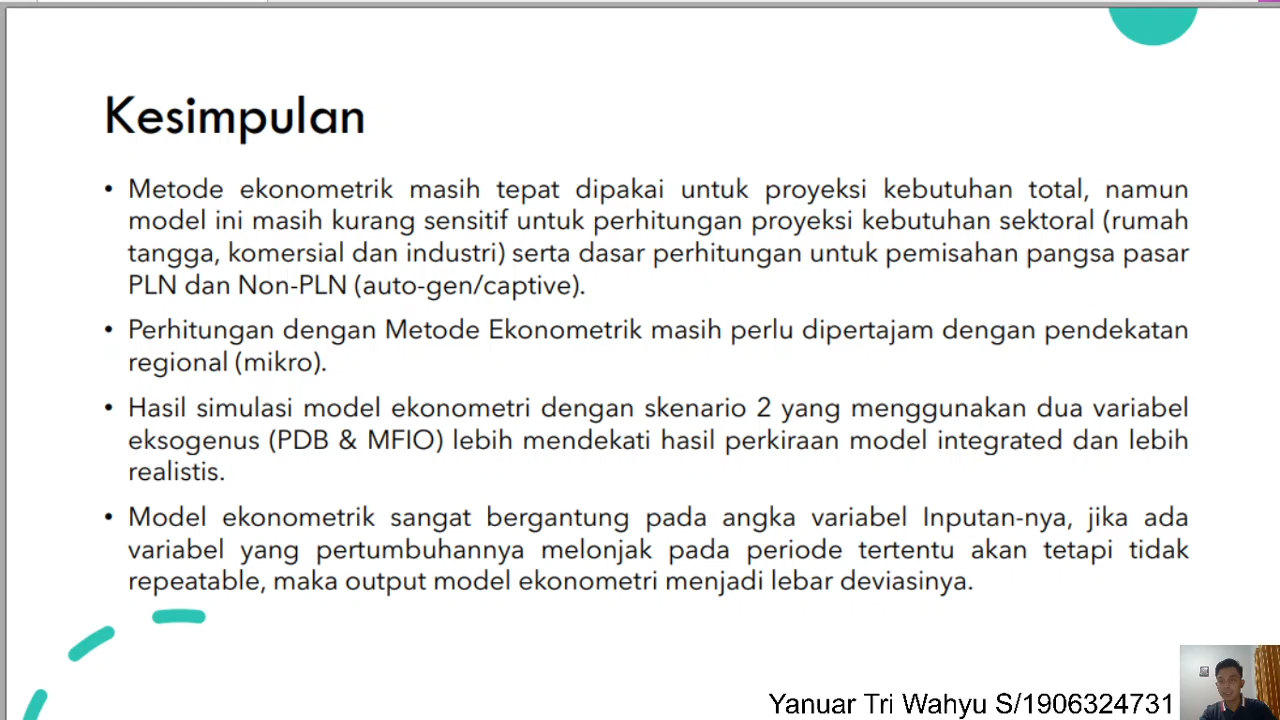 Kesimpulan
• Metode ekonometrik masih tepat dipakai untuk proyeksi kebutuhan total, namun
model ini masih kurang sensitif untuk perhitungan proyeksi kebutuhan sektoral (rumah
tangga, komersial dan industri) serta dasar perhitungan untuk pemisahan pangsa pasar
PLN dan Non-PLN (auto-gen/captive).
• Perhitungan dengan Metode Ekonometrik masih perlu dipertajam dengan pendekatan
regional (mikro).
• Hasil simulasi model ekonometri dengan skenario 2 yang menggunakan dua variabel
eksogenus (PDB & MFIO) lebih mendekati hasil perkiraan model integrated dan lebih
realistis.
• Model ekonometrik sangat bergantung pada angka variabel Inputan-nya, jika ada
variabel yang pertumbuhannya melonjak pada periode tertentu akan tetapi tidak
repeatable, maka output model ekonometri menjadi lebar deviasinya.
Yanuar Tri Wahyu S/1906324731